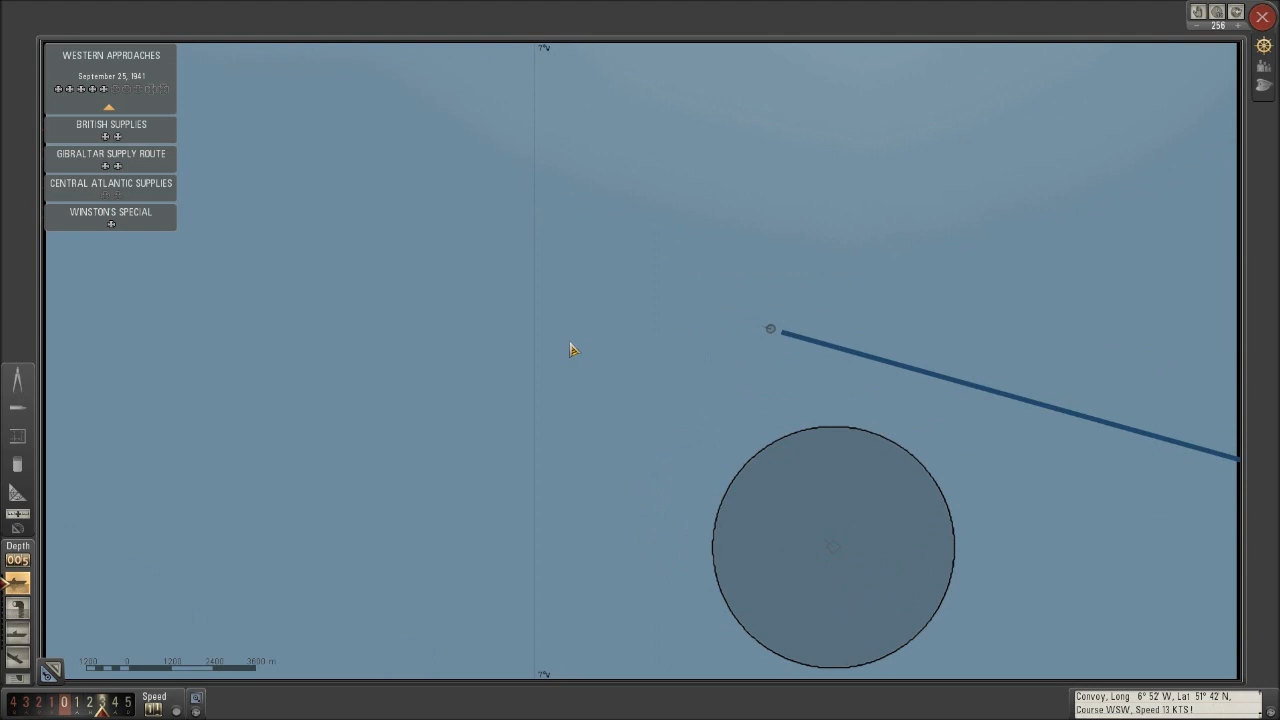 256
7°W
WESTERN APPROACHES
September 25, 1941
BRITISH SUPPLIES
GIBRALTAR SUPPLY ROUTE
CENTRAL ATLANTIC SUPPLIES
WINSTON'S SPECIAL
Depth
005
1200 0 1200 2400 3600 m
7°W
4 3 2 1 0 1 2 3 4 5
Speed
Convoy, Long 6° 52' W, Lat 51° 42' N,
Course WSW, Speed 13 KTS!